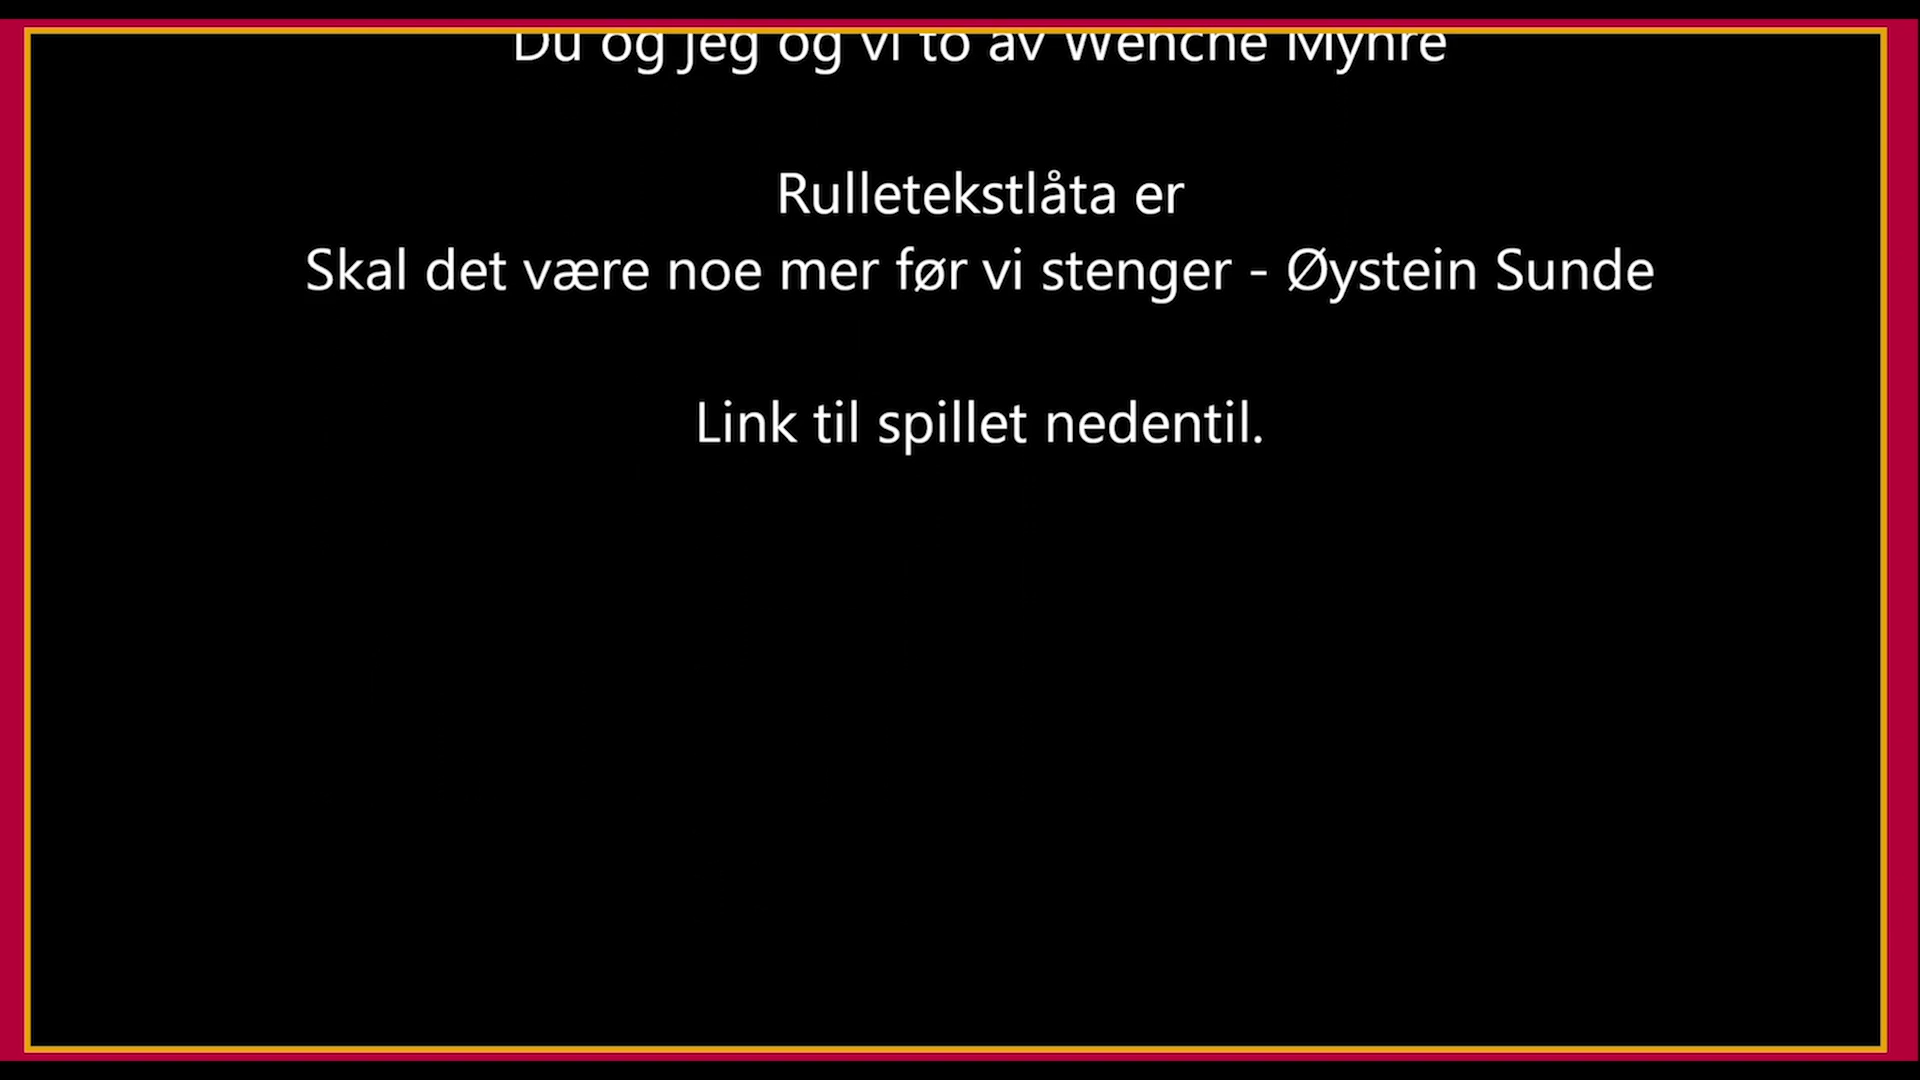 Du og jeg og vi to av Wenche Myhre
Rulletekstlåta er
Skal det være noe mer før vi stenger - Øystein Sunde
Link til spillet nedentil.